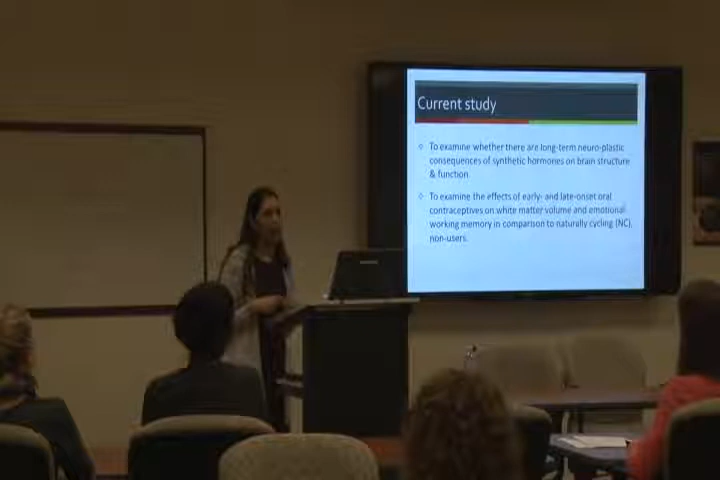 Current study
To examine whether there are long-term neuro-plastic
consequences of synthetic hormones on brain structure
& function
To examine the effects of early- and late-onset oral
contraceptives on white matter volume and emotional
working memory in comparison to naturally cycling (NC),
non-users.